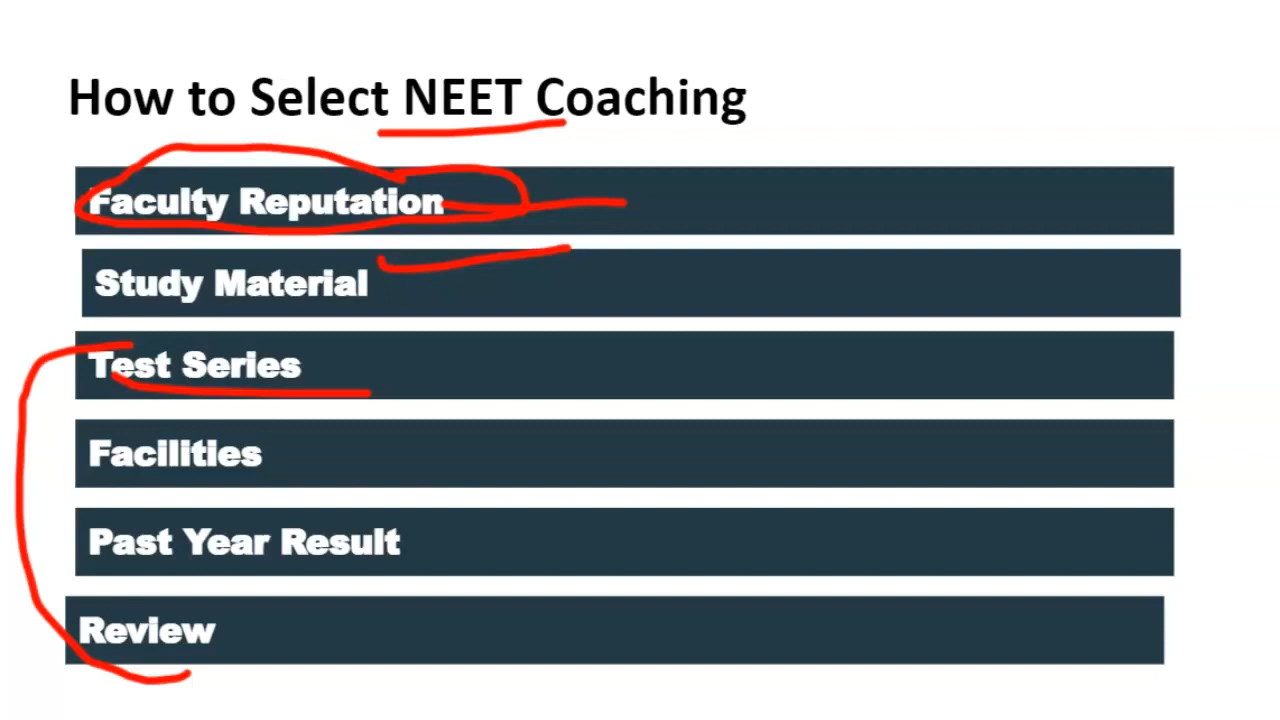 How to Select NEET Coaching
Faculty Reputation
Study Material
Test Series
Facilities
Past Year Result
Review